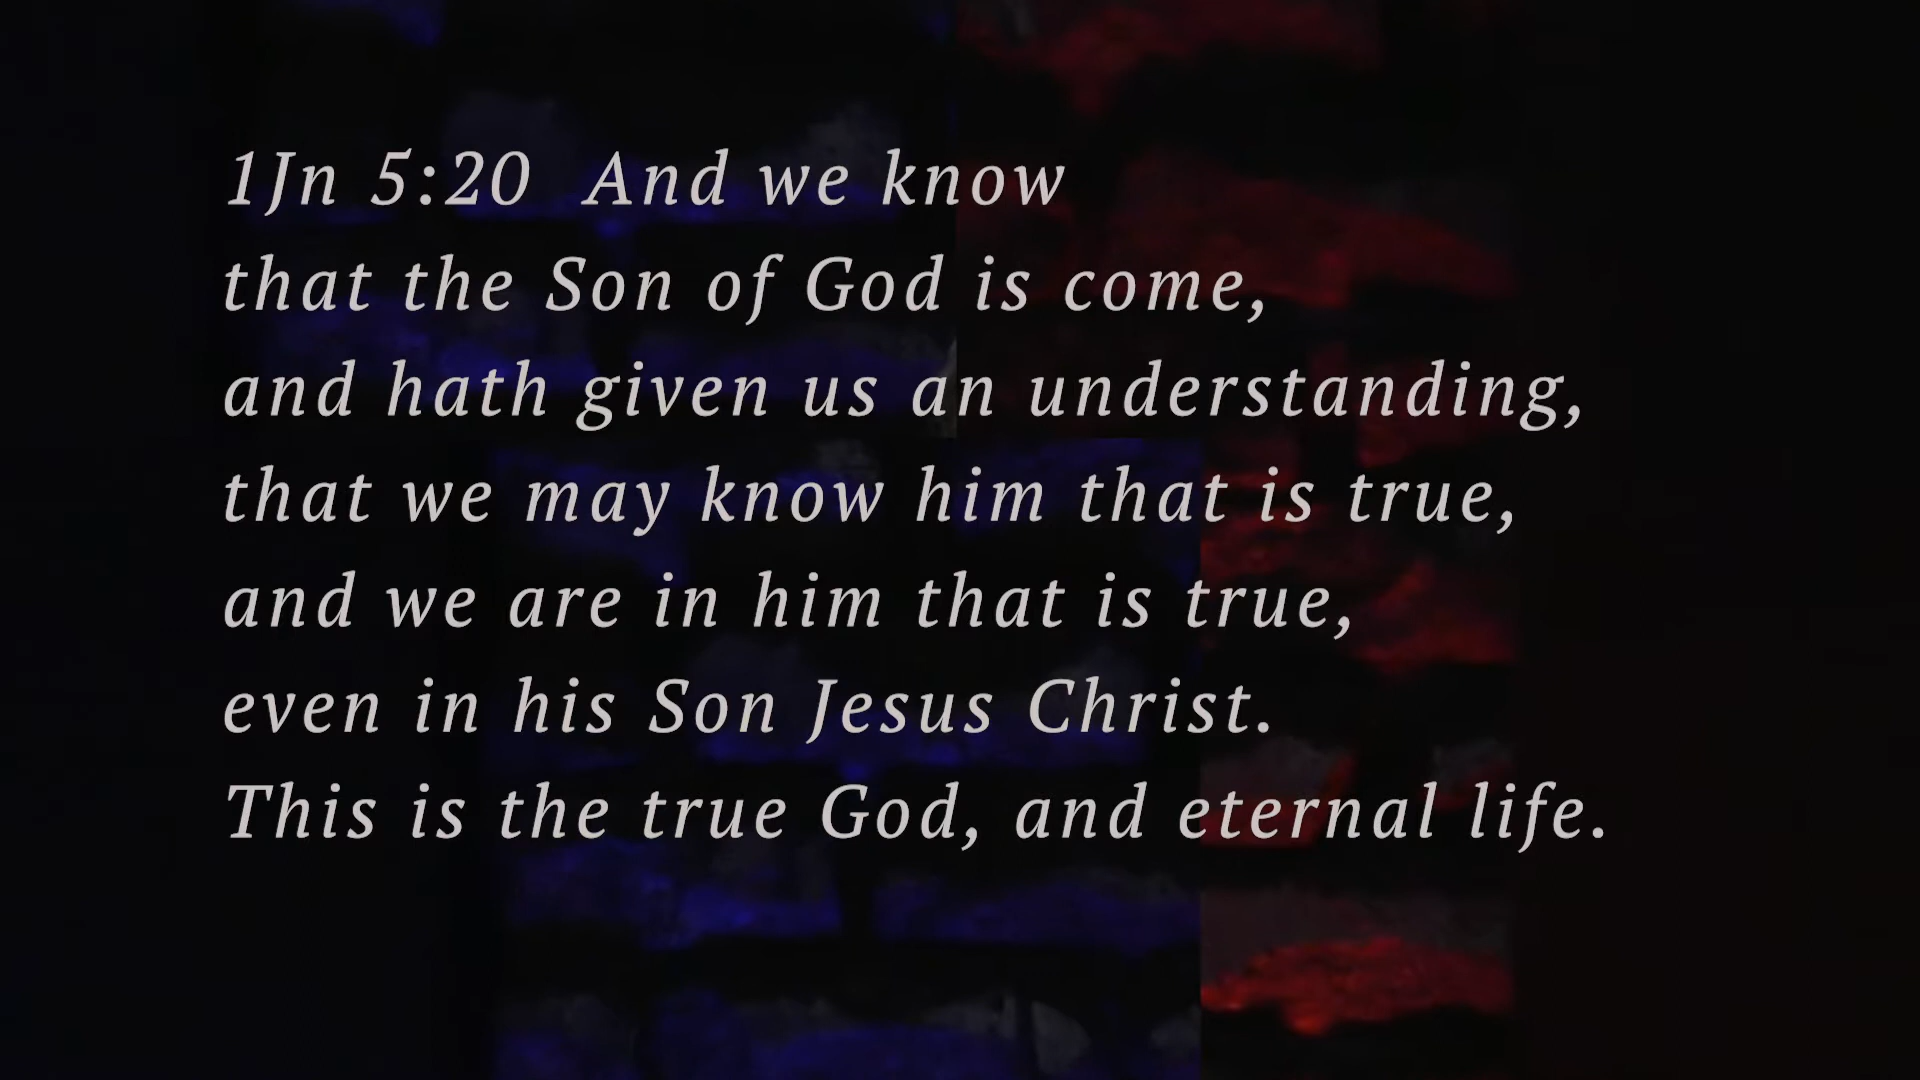 1Jn 5:20  And we know
that the Son of God is come,
and hath given us an understanding,
that we may know him that is true,
and we are in him that is true,
even in his Son Jesus Christ.
This is the true God, and eternal life.